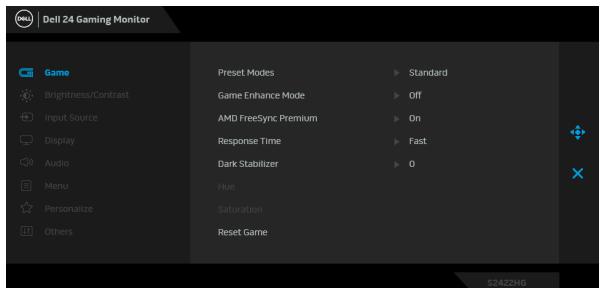 DELL Dell 24 Gaming Monitor
Game
Brightness/Contrast
Input Source
Display
Audio
Menu
Personalize
Others
Preset Modes Standard
Game Enhance Mode Off
AMD FreeSync Premium On
Response Time Fast
Dark Stabilizer 0
Hue
Saturation
Reset Game
S2422HG